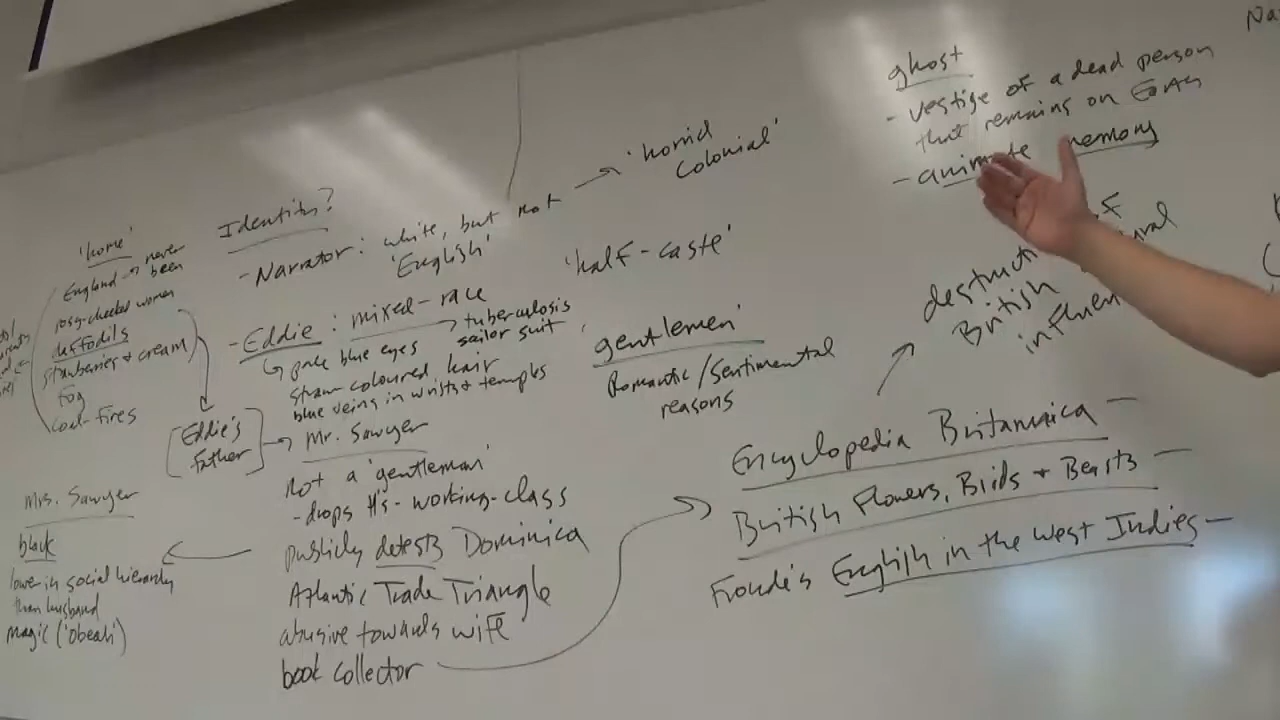 'home'
England → never
been
rosy-cheeked women
daffodils
strawberries & cream
fog
coal-fires
[Eddie's
father]
Mrs. Sawyer
black
lower in social hierarchy
than husband
magic ('obeah')
Identities?
- Narrator: white, but not
'English'
'horrid
colonial'
- Eddie: mixed-race
'half-caste'
pale blue eyes
straw coloured hair
blue veins in wrists & temples
tuberculosis
sailor suit
'gentlemen'
Romantic/Sentimental
reasons
Mr. Sawyer
not a 'gentleman'
- drops H's - working-class
publicly detests Dominica
Atlantic Trade Triangle
abusive towards wife
book collector
Encyclopedia Britannica -
British Flowers, Birds & Beasts -
Froude's English in the West Indies -
British
ghost
- vestige of a dead person
that remains on Earth
- animate memory